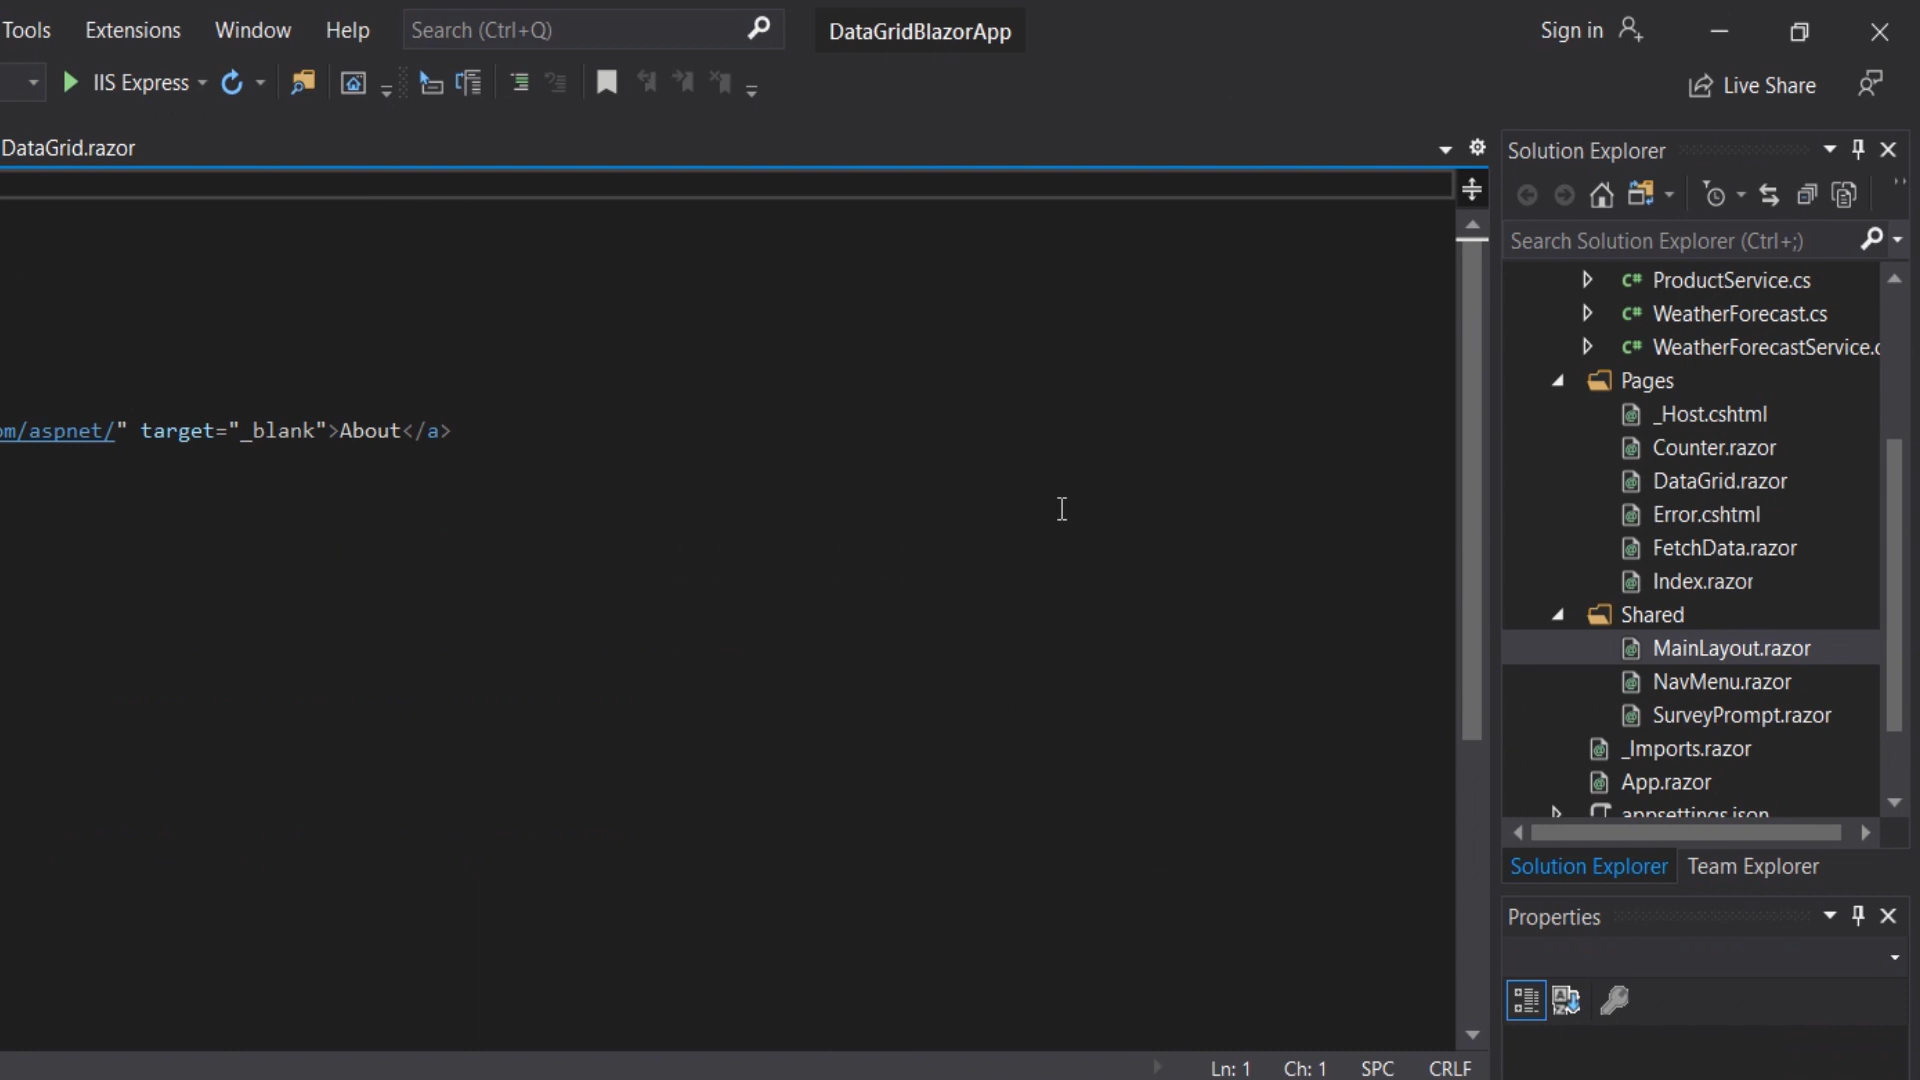 Tools Extensions Window Help Search (Ctrl+Q) DataGridBlazorApp Sign in
IIS Express Live Share
DataGrid.razor
om/aspnet/" target="_blank">About</a>
Solution Explorer
Search Solution Explorer (Ctrl+;)
C# ProductService.cs
C# WeatherForecast.cs
C# WeatherForecastService.c
Pages
_Host.cshtml
Counter.razor
DataGrid.razor
Error.cshtml
FetchData.razor
Index.razor
Shared
MainLayout.razor
NavMenu.razor
SurveyPrompt.razor
_Imports.razor
App.razor
appsettings.json
Solution Explorer Team Explorer
Properties
Ln: 1 Ch: 1 SPC CRLF